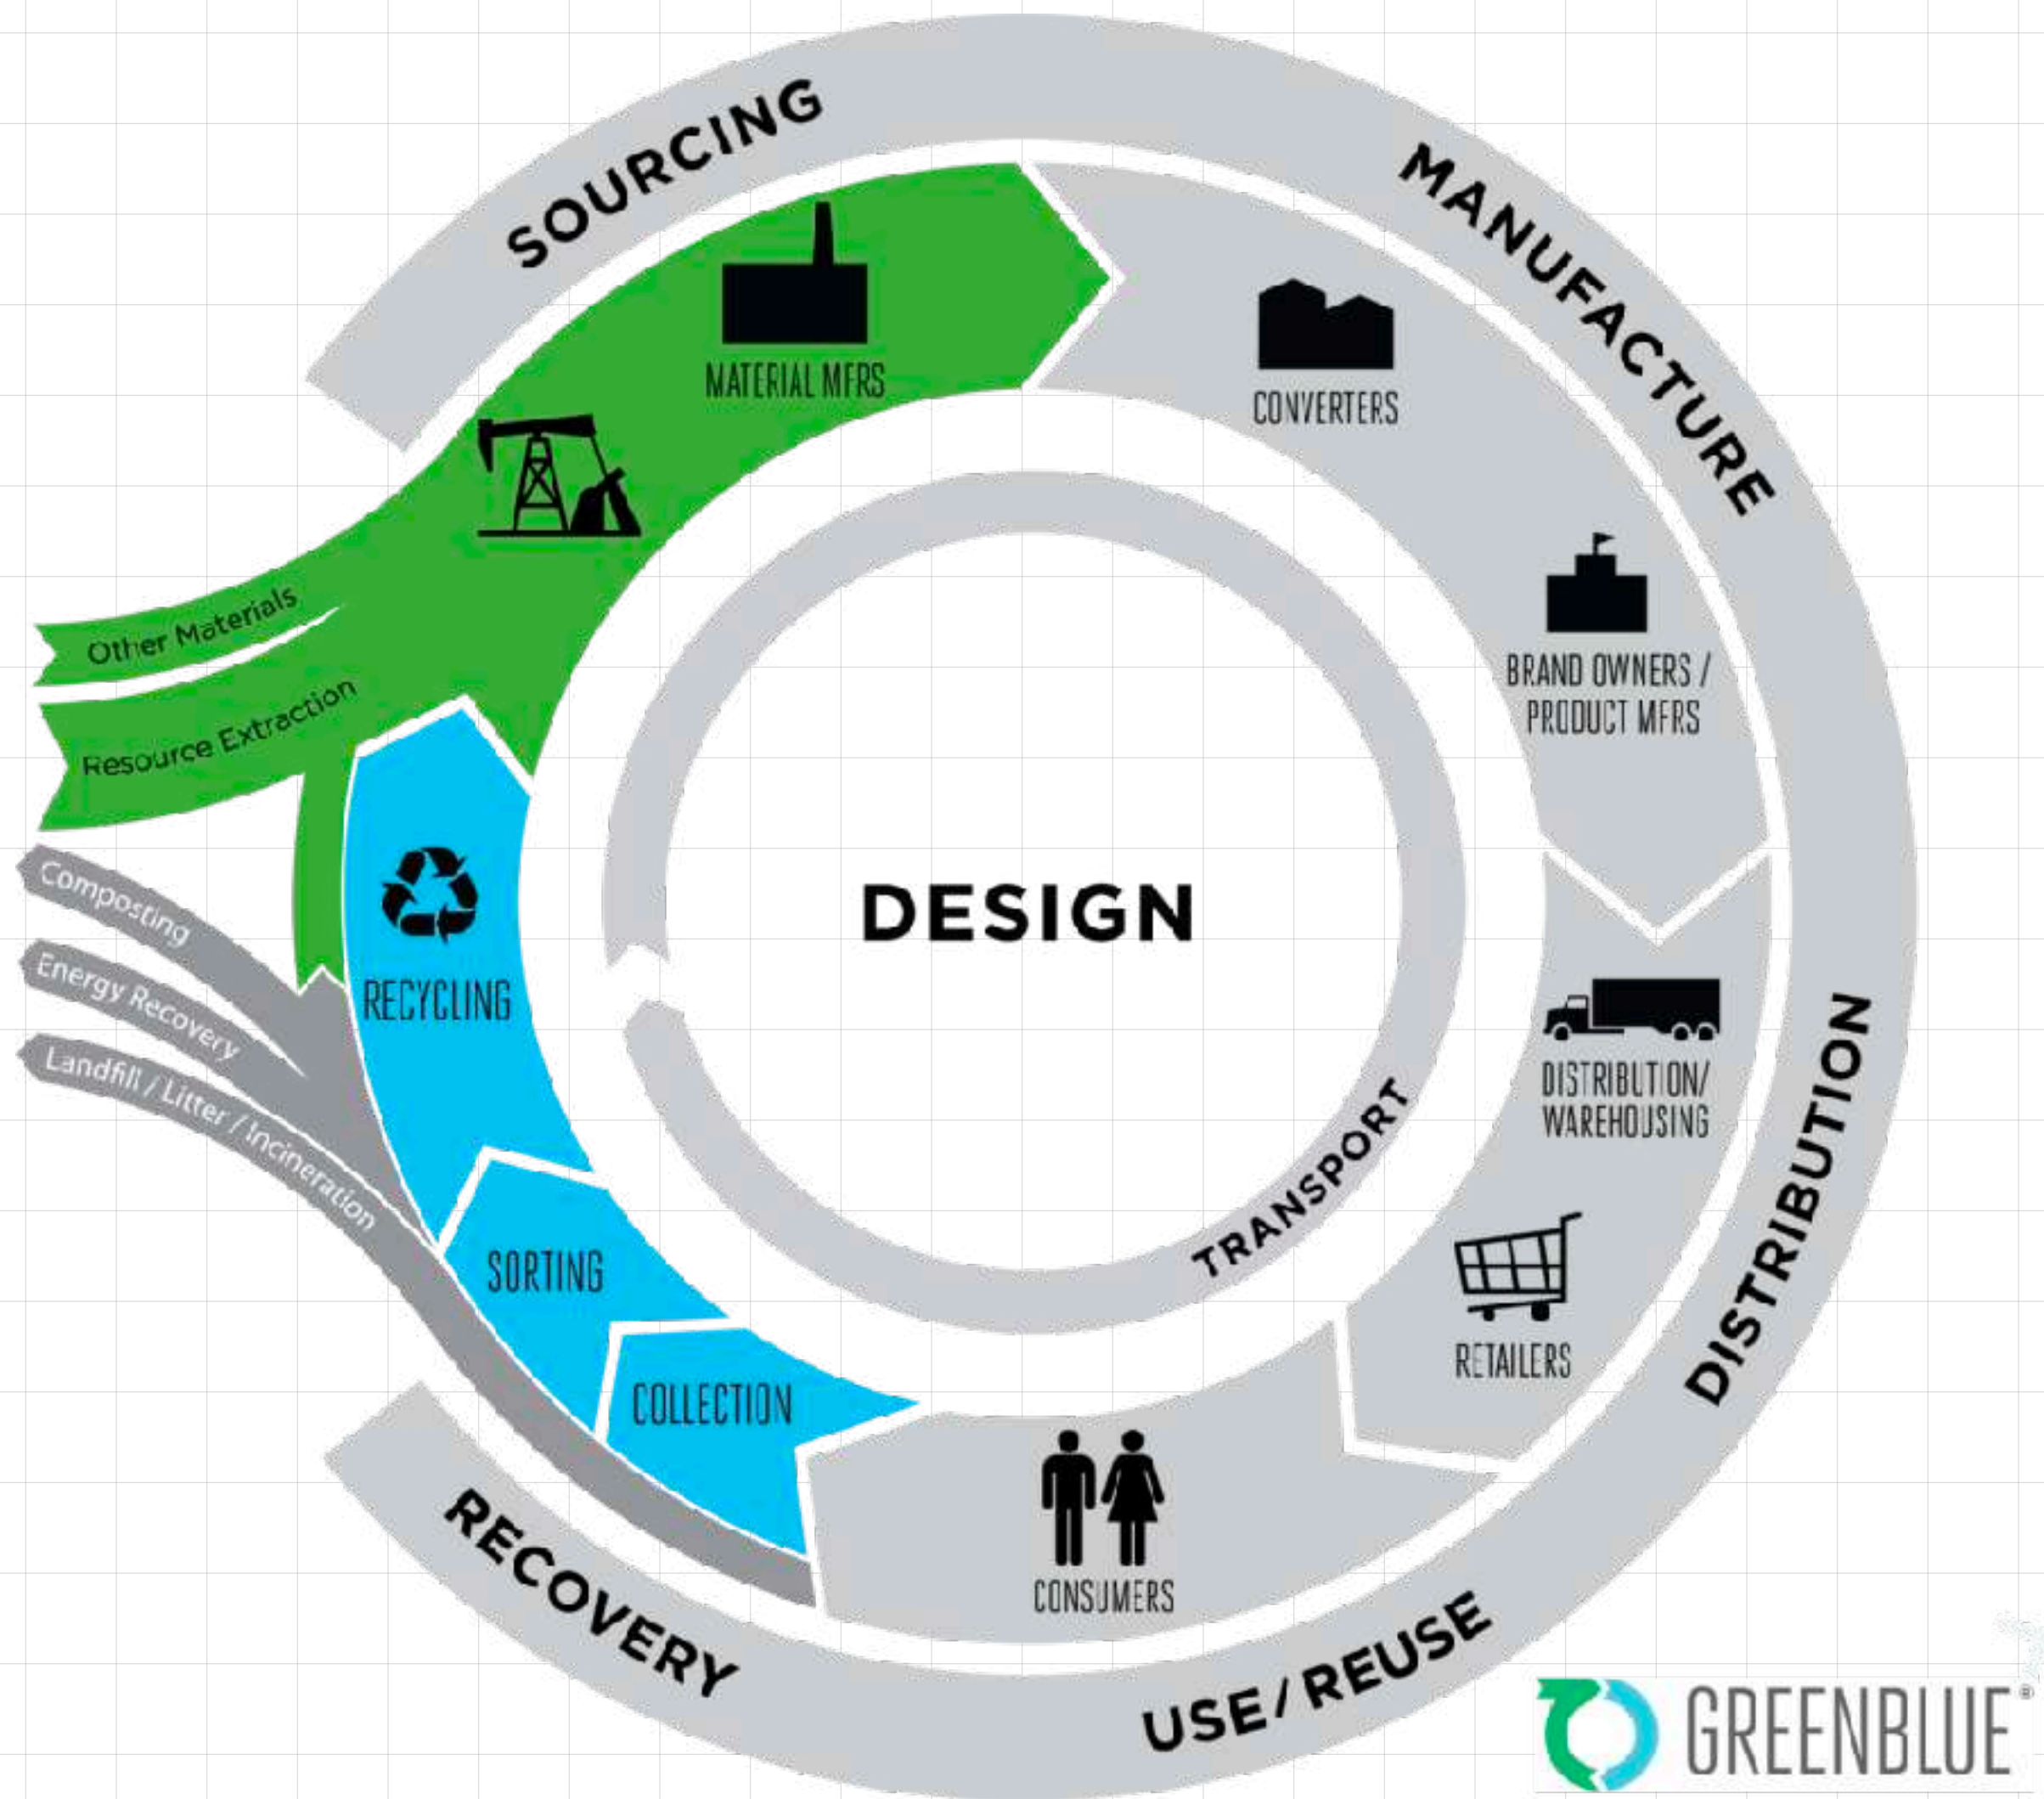 SOURCING
MANUFACTURE
MATERIAL MFRS
CONVERTERS
Other Materials
Resource Extraction
BRAND OWNERS /
PRODUCT MFRS
Composting
Energy Recovery
Landfill / Litter / Incineration
RECYCLING
DESIGN
TRANSPORT
DISTRIBUTION/
WAREHOUSING
DISTRIBUTION
SORTING
COLLECTION
RETAILERS
CONSUMERS
RECOVERY
USE/REUSE
GREENBLUE®